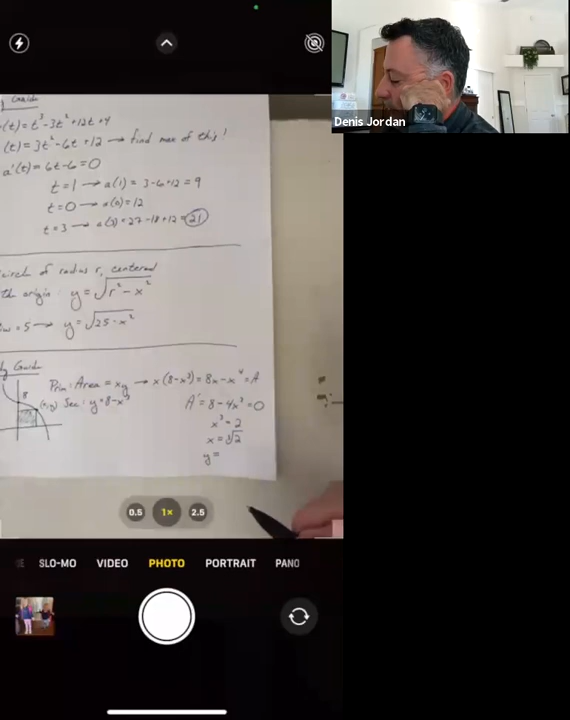 Denis Jordan
(t)=t³-3t²+12t+4
(t)=3t²-6t+12 → find max of this!
a'(t)=6t-6=0
t=1 → a(1)=3-6+12=9
t=0 → a(0)=12
t=3 → a(3)=27-18+12=21
circle of radius r, centered
origin: y=√r²-x²
=5 → y=√25-x²
Guide
Prim: Area=xy → x(8-x³)=8x-x⁴=A
8
(x,y) Sec: y=8-x³
A'=8-4x³=0
x³=2
x=∛2
y=
0.5 1× 2.5
SLO-MO VIDEO PHOTO PORTRAIT PANO